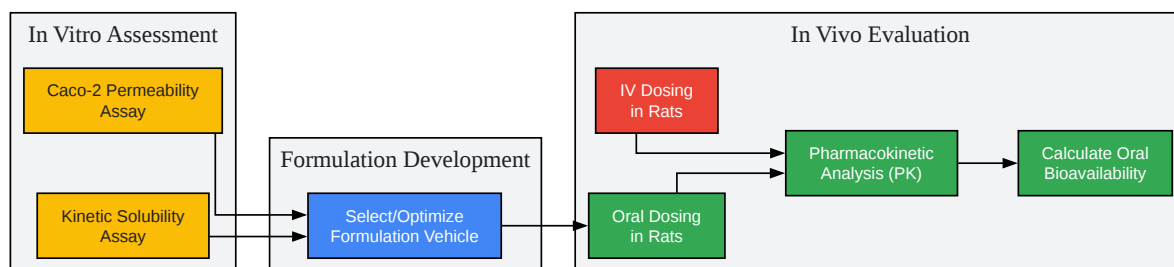 In Vitro Assessment
Caco-2 Permeability
Assay
Kinetic Solubility
Assay
Formulation Development
Select/Optimize
Formulation Vehicle
In Vivo Evaluation
IV Dosing
in Rats
Oral Dosing
in Rats
Pharmacokinetic
Analysis (PK)
Calculate Oral
Bioavailability